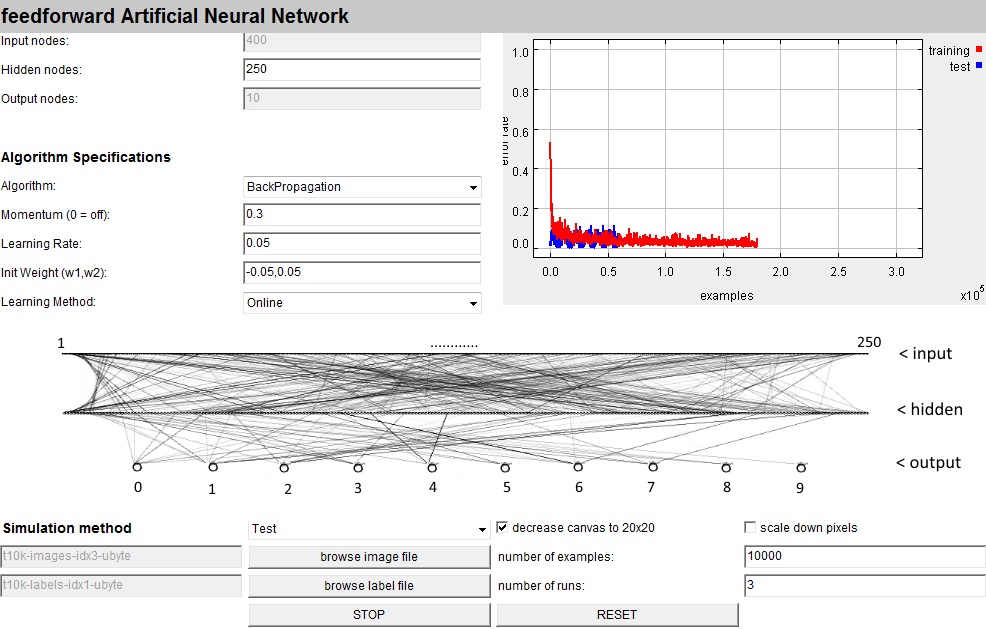 feedforward Artificial Neural Network
Input nodes: 400
Hidden nodes: 250
Output nodes: 10
Algorithm Specifications
Algorithm: BackPropagation
Momentum (0 = off): 0.3
Learning Rate: 0.05
Init Weight (w1,w2): -0.05,0.05
Learning Method: Online
training
test
error rate
1.0
0.8
0.6
0.4
0.2
0.0
0.0 0.5 1.0 1.5 2.0 2.5 3.0
examples
x10^5
1 ............ 250
< input
< hidden
< output
0 1 2 3 4 5 6 7 8 9
Simulation method Test decrease canvas to 20x20 scale down pixels
t10k-images-idx3-ubyte browse image file number of examples: 10000
t10k-labels-idx1-ubyte browse label file number of runs: 3
STOP RESET